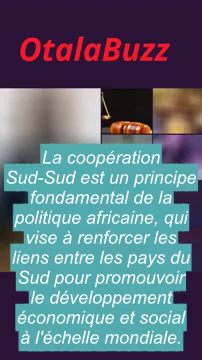 OtalaBuzz
La coopération
Sud-Sud est un principe
fondamental de la
politique africaine, qui
vise à renforcer les
liens entre les pays du
Sud pour promouvoir
le développement
économique et social
à l'échelle mondiale.